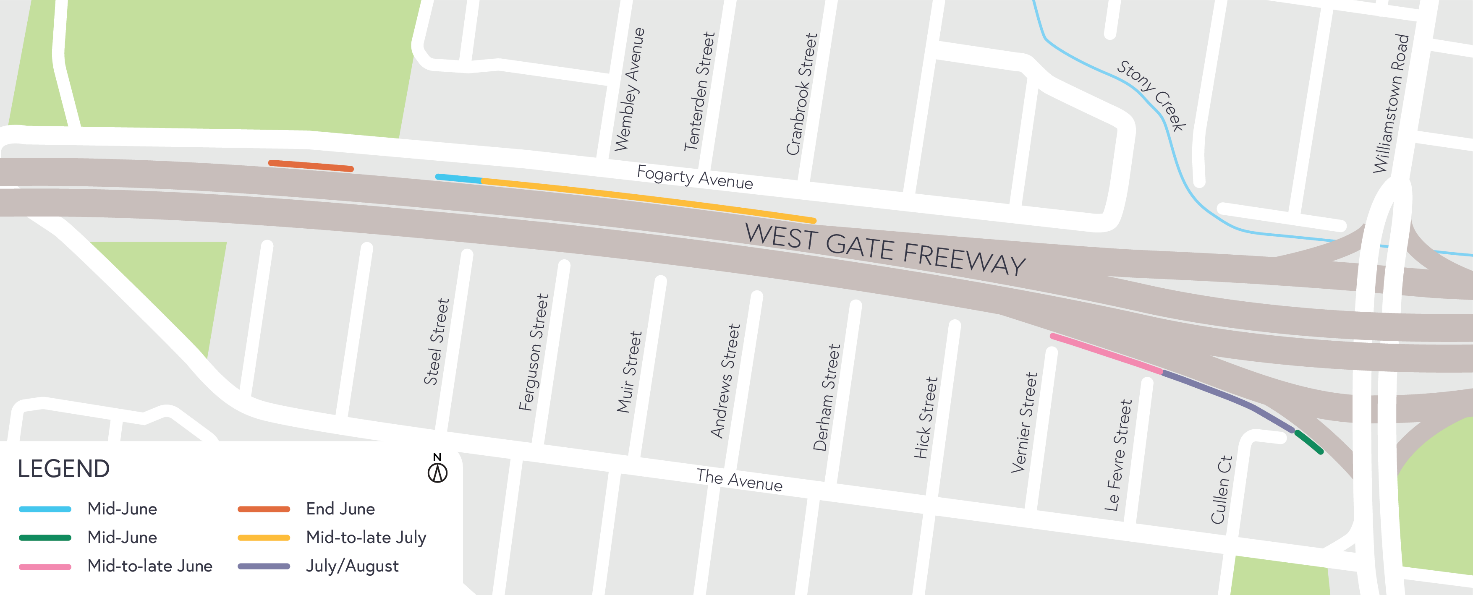 Wembley Avenue
Tenterden Street
Cranbrook Street
Stony Creek
Williamstown Road
Fogarty Avenue
WEST GATE FREEWAY
Steel Street
Ferguson Street
Muir Street
Andrews Street
Derham Street
Hick Street
Vernier Street
Le Fevre Street
Cullen Ct
The Avenue
N
LEGEND
Mid-June
End June
Mid-June
Mid-to-late July
Mid-to-late June
July/August